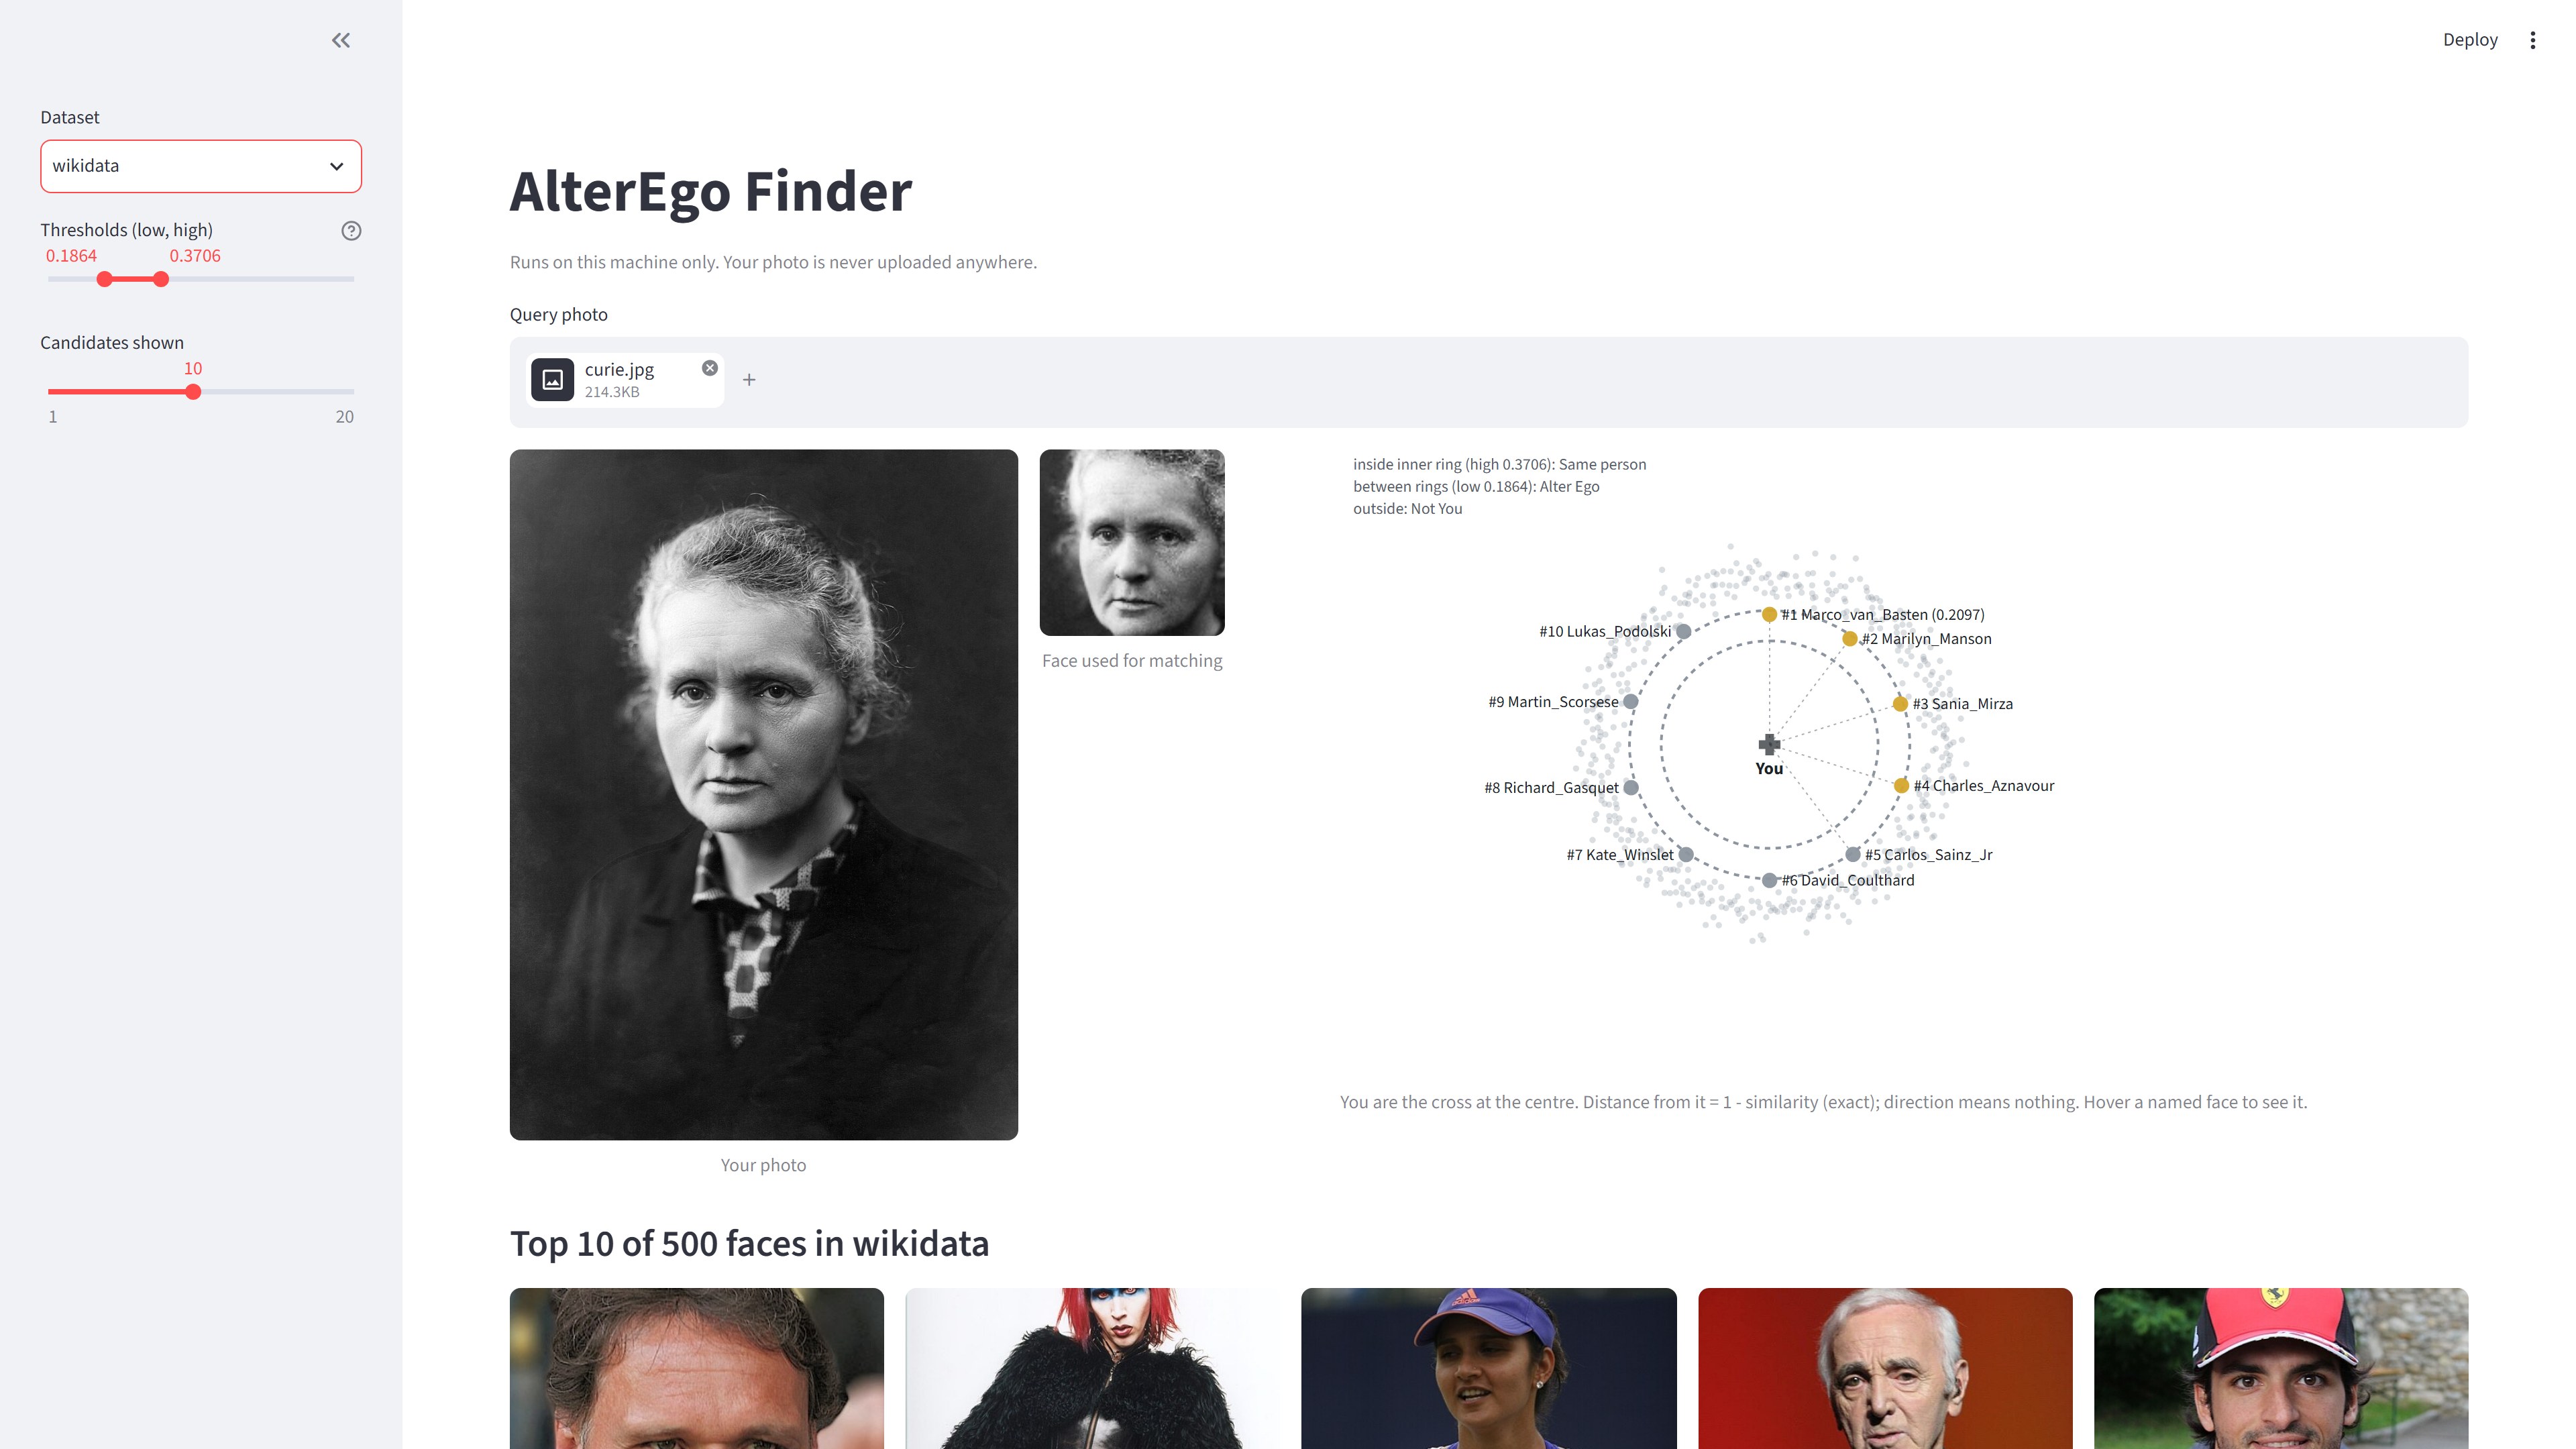 Deploy
Dataset
wikidata
Thresholds (low, high)
0.1864 0.3706
Candidates shown
10
1 20
AlterEgo Finder
Runs on this machine only. Your photo is never uploaded anywhere.
Query photo
curie.jpg
214.3KB
Face used for matching
Your photo
inside inner ring (high 0.3706): Same person
between rings (low 0.1864): Alter Ego
outside: Not You
#1 Marco_van_Basten (0.2097)
#10 Lukas_Podolski
#2 Marilyn_Manson
#9 Martin_Scorsese
#3 Sania_Mirza
You
#8 Richard_Gasquet
#4 Charles_Aznavour
#7 Kate_Winslet
#5 Carlos_Sainz_Jr
#6 David_Coulthard
You are the cross at the centre. Distance from it = 1 - similarity (exact); direction means nothing. Hover a named face to see it.
Top 10 of 500 faces in wikidata